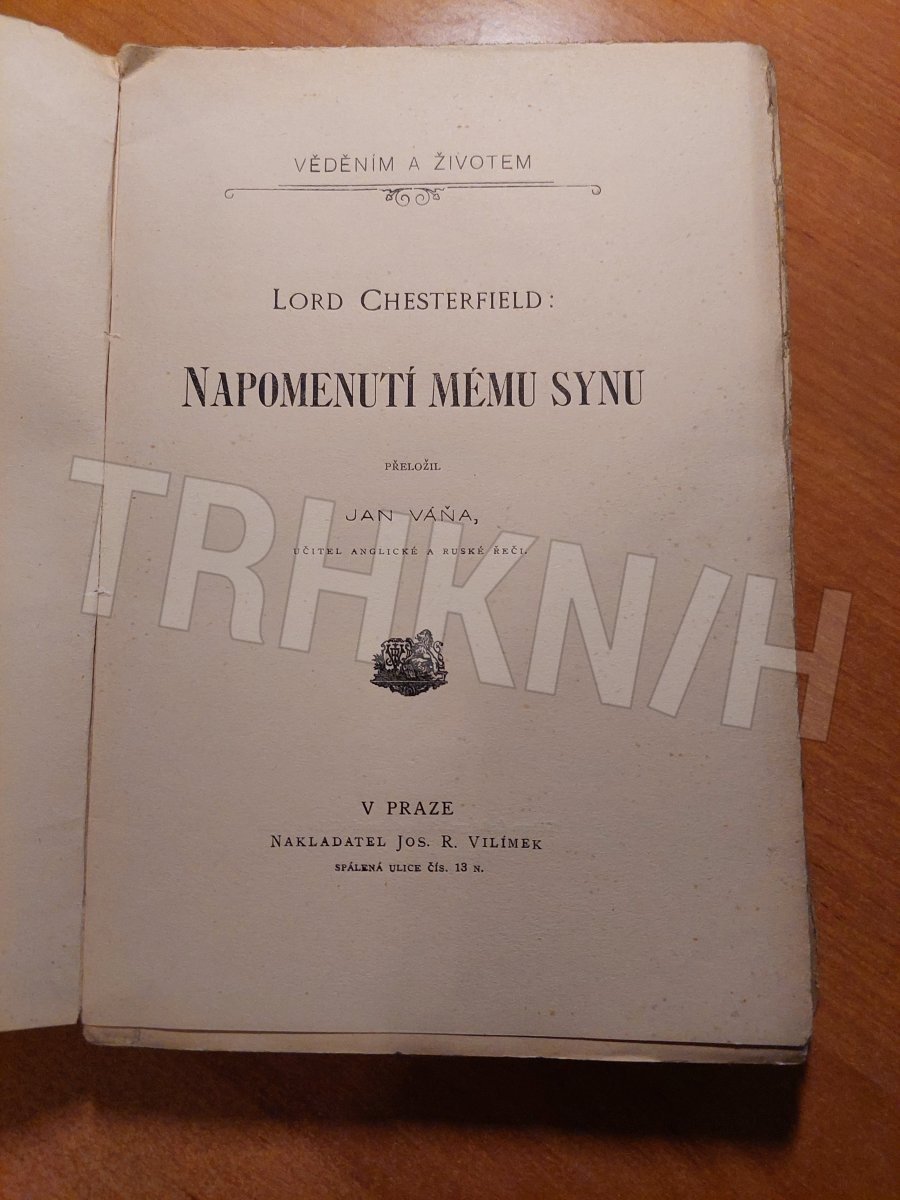 VĚDĚNÍM A ŽIVOTEM
LORD CHESTERFIELD:
NAPOMENUTÍ MÉMU SYNU
PŘELOŽIL
JAN VÁŇA,
UČITEL ANGLICKÉ A RUSKÉ ŘEČI.
TRHKNIH
V PRAZE
NAKLADATEL JOS. R. VILÍMEK
SPÁLENÁ ULICE ČÍS. 13 N.